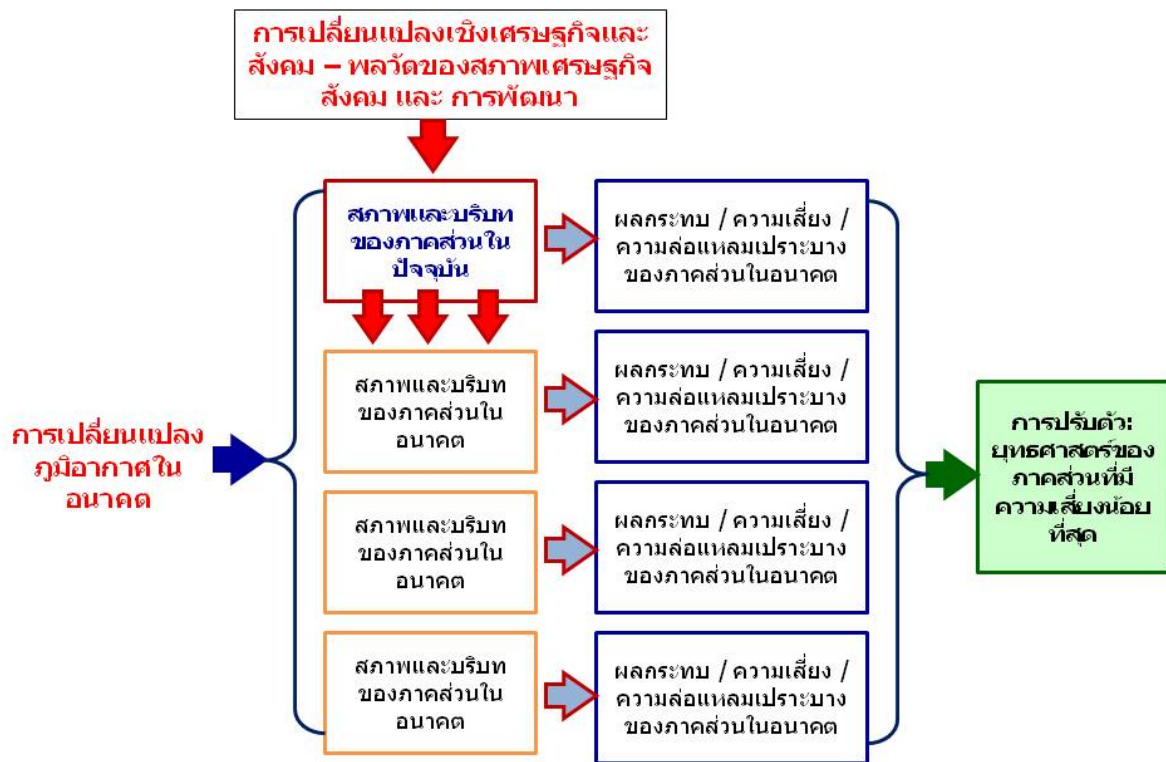 การเปลี่ยนแปลงเชิงเศรษฐกิจและ
สังคม – พลวัตของสภาพเศรษฐกิจ
สังคม และ การพัฒนา
สภาพและบริบท
ของภาคส่วนใน
ปัจจุบัน
ผลกระทบ / ความเสี่ยง /
ความล่อแหลมเปราะบาง
ของภาคส่วนในอนาคต
สภาพและบริบท
ของภาคส่วนใน
อนาคต
ผลกระทบ / ความเสี่ยง /
ความล่อแหลมเปราะบาง
ของภาคส่วนในอนาคต
การเปลี่ยนแปลง
ภูมิอากาศใน
อนาคต
สภาพและบริบท
ของภาคส่วนใน
อนาคต
ผลกระทบ / ความเสี่ยง /
ความล่อแหลมเปราะบาง
ของภาคส่วนในอนาคต
สภาพและบริบท
ของภาคส่วนใน
อนาคต
ผลกระทบ / ความเสี่ยง /
ความล่อแหลมเปราะบาง
ของภาคส่วนในอนาคต
การปรับตัว:
ยุทธศาสตร์ของ
ภาคส่วนที่มี
ความเสี่ยงน้อย
ที่สุด